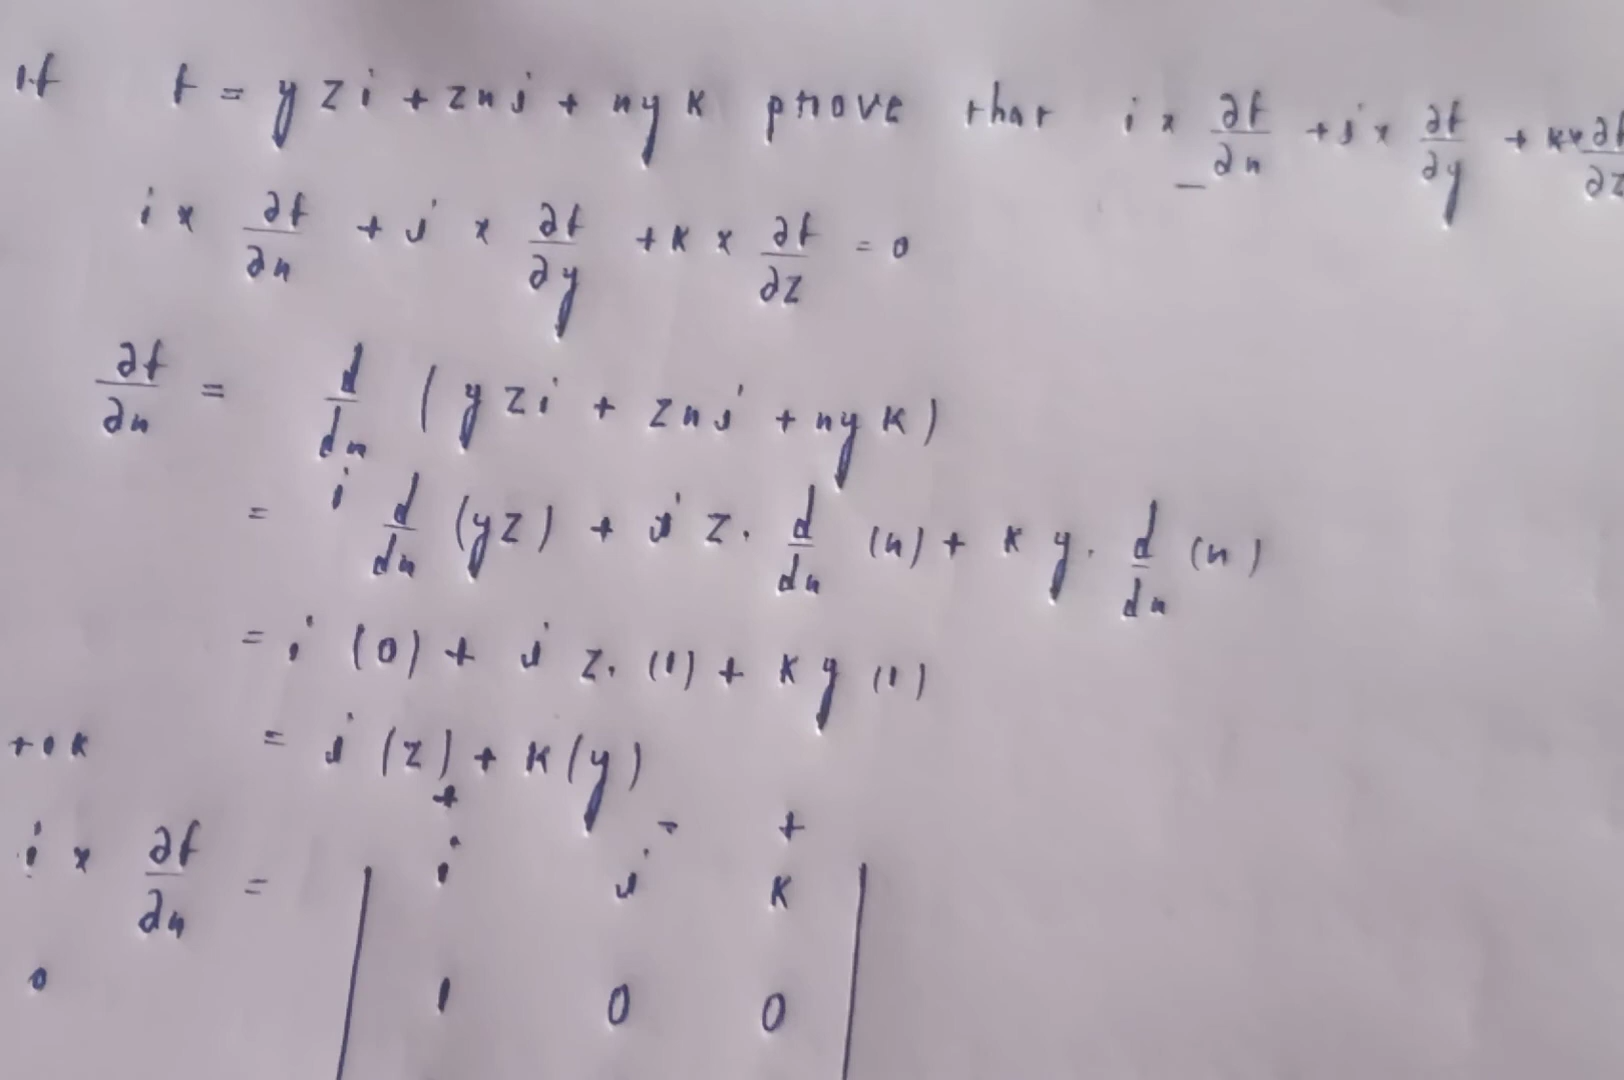 If f = yzi + zxj + xyk prove that i × ∂f/∂x + j × ∂f/∂y + k × ∂f/∂z
i × ∂f/∂x + j × ∂f/∂y + k × ∂f/∂z = 0
∂f/∂x = d/dx (yzi + zxj + xyk)
= i d/dx (yz) + j z. d/dx (x) + k y. d/dx (x)
= i (0) + j z. (1) + k y (1)
= j (z) + k (y)
+ - +
i × ∂f/∂x = | i j k |
0
1 0 0